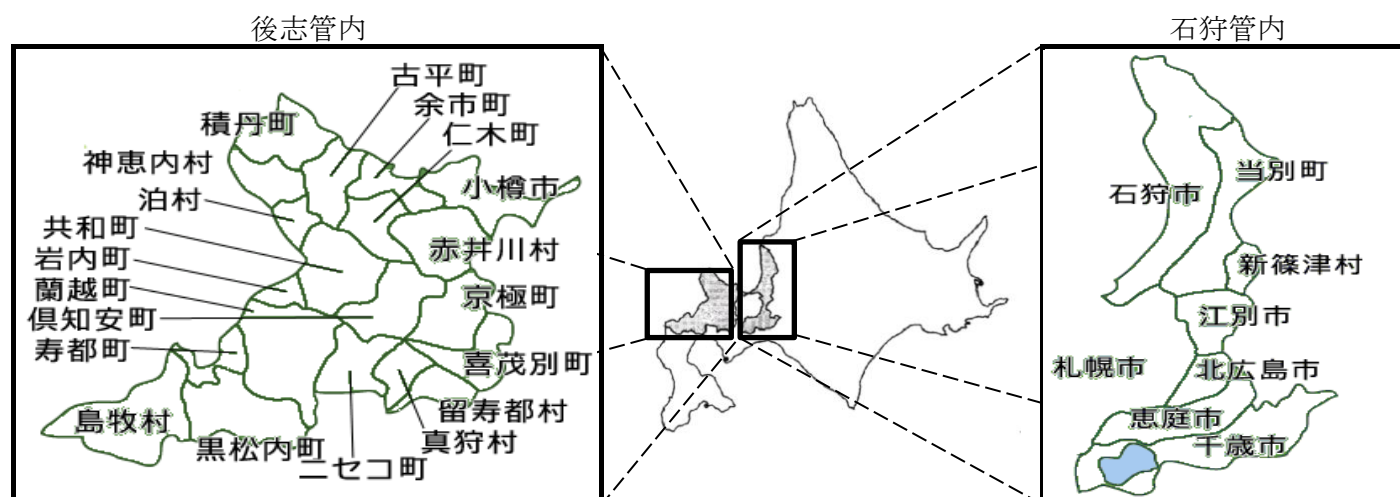 後志管内
古平町
余市町
仁木町
積丹町
神恵内村
小樽市
泊村
共和町
赤井川村
岩内町
蘭越町
京極町
倶知安町
寿都町
喜茂別町
留寿都村
島牧村
真狩村
黒松内町
ニセコ町
石狩管内
当別町
石狩市
新篠津村
江別市
札幌市
北広島市
恵庭市
千歳市